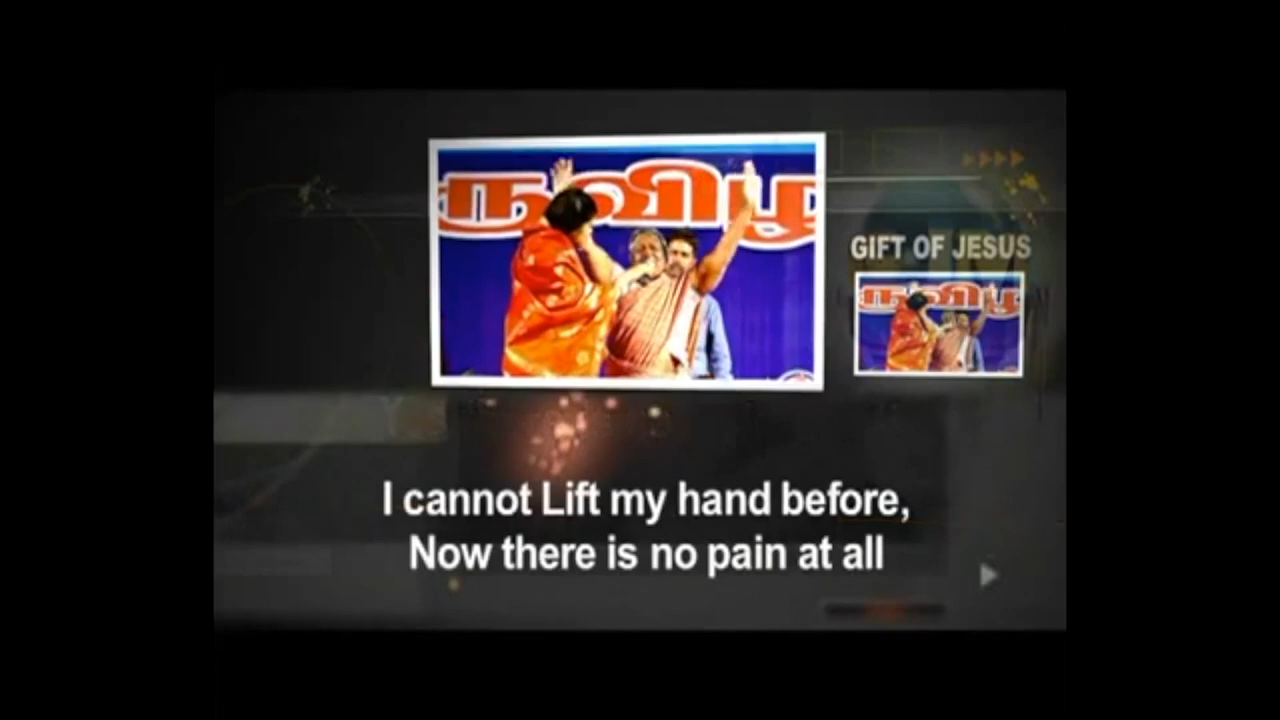 ருவிழ
GIFT OF JESUS
ருவிழ
I cannot Lift my hand before,
Now there is no pain at all